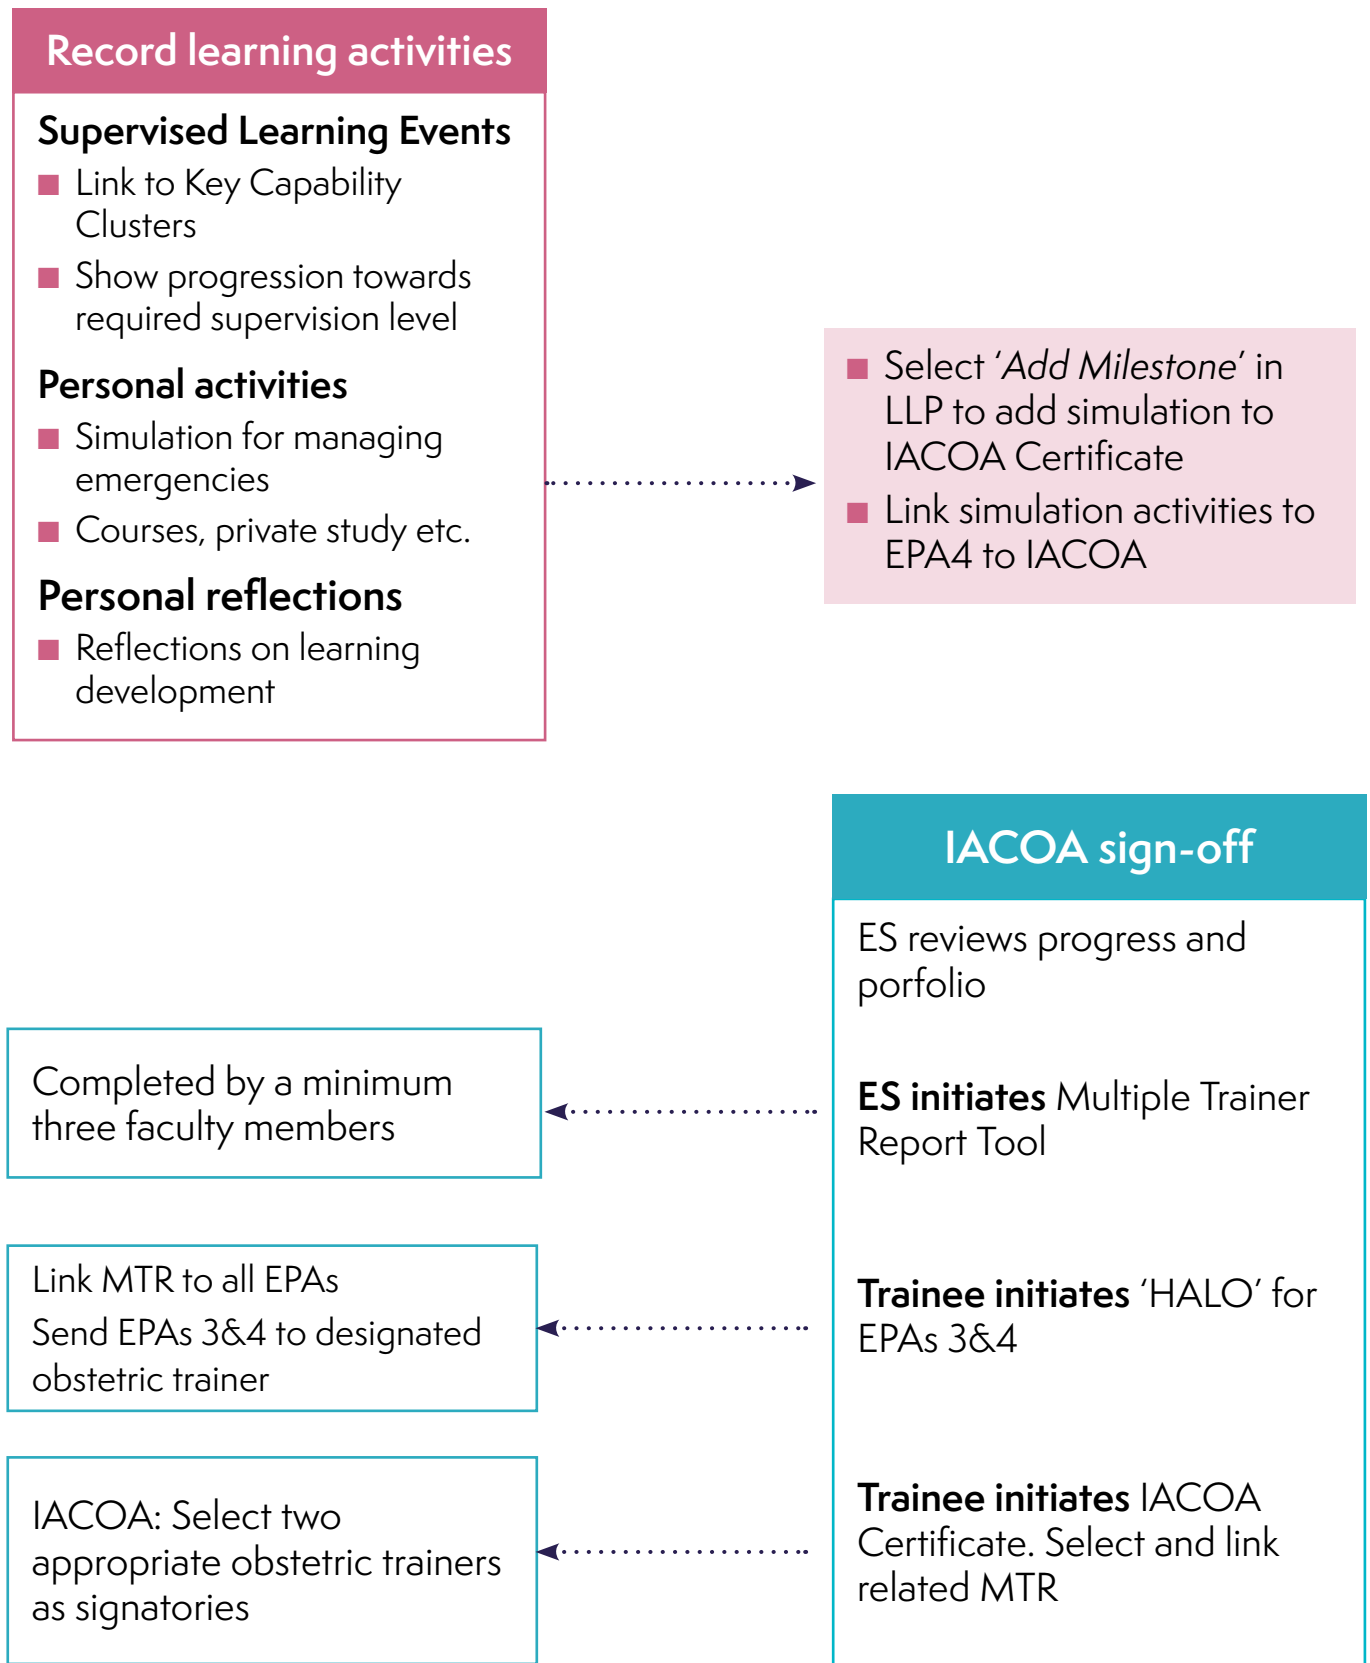 Record learning activities
Supervised Learning Events
Link to Key Capability
Clusters
Show progression towards
required supervision level
Personal activities
Simulation for managing
emergencies
Courses, private study etc.
Personal reflections
Reflections on learning
development
Select ‘Add Milestone’ in
LLP to add simulation to
IACOA Certificate
Link simulation activities to
EPA4 to IACOA
IACOA sign-off
ES reviews progress and
porfolio
ES initiates Multiple Trainer
Report Tool
Completed by a minimum
three faculty members
Trainee initiates ‘HALO’ for
EPAs 3&4
Link MTR to all EPAs
Send EPAs 3&4 to designated
obstetric trainer
Trainee initiates IACOA
Certificate. Select and link
related MTR
IACOA: Select two
appropriate obstetric trainers
as signatories